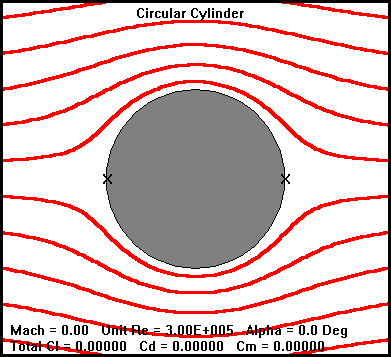 Circular Cylinder
Mach = 0.00 Unit Re = 3.00E+005 Alpha = 0.0 Deg
Total Cl = 0.00000 Cd = 0.00000 Cm = 0.00000